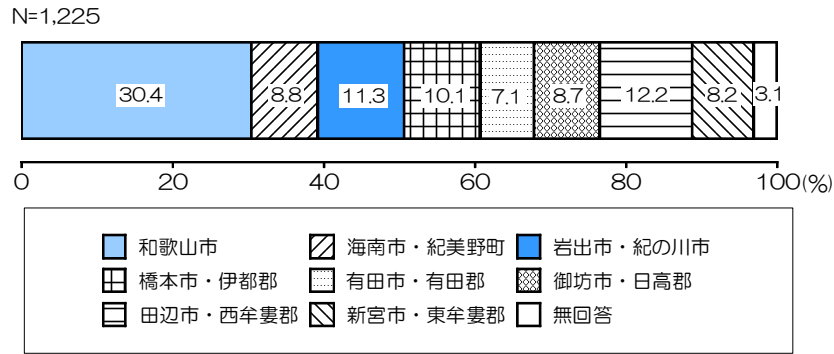 N=1,225
30.4 8.8 11.3 10.1 7.1 8.7 12.2 8.2 3.1
0 20 40 60 80 100(%)
和歌山市 海南市・紀美野町 岩出市・紀の川市
橋本市・伊都郡 有田市・有田郡 御坊市・日高郡
田辺市・西牟婁郡 新宮市・東牟婁郡 無回答